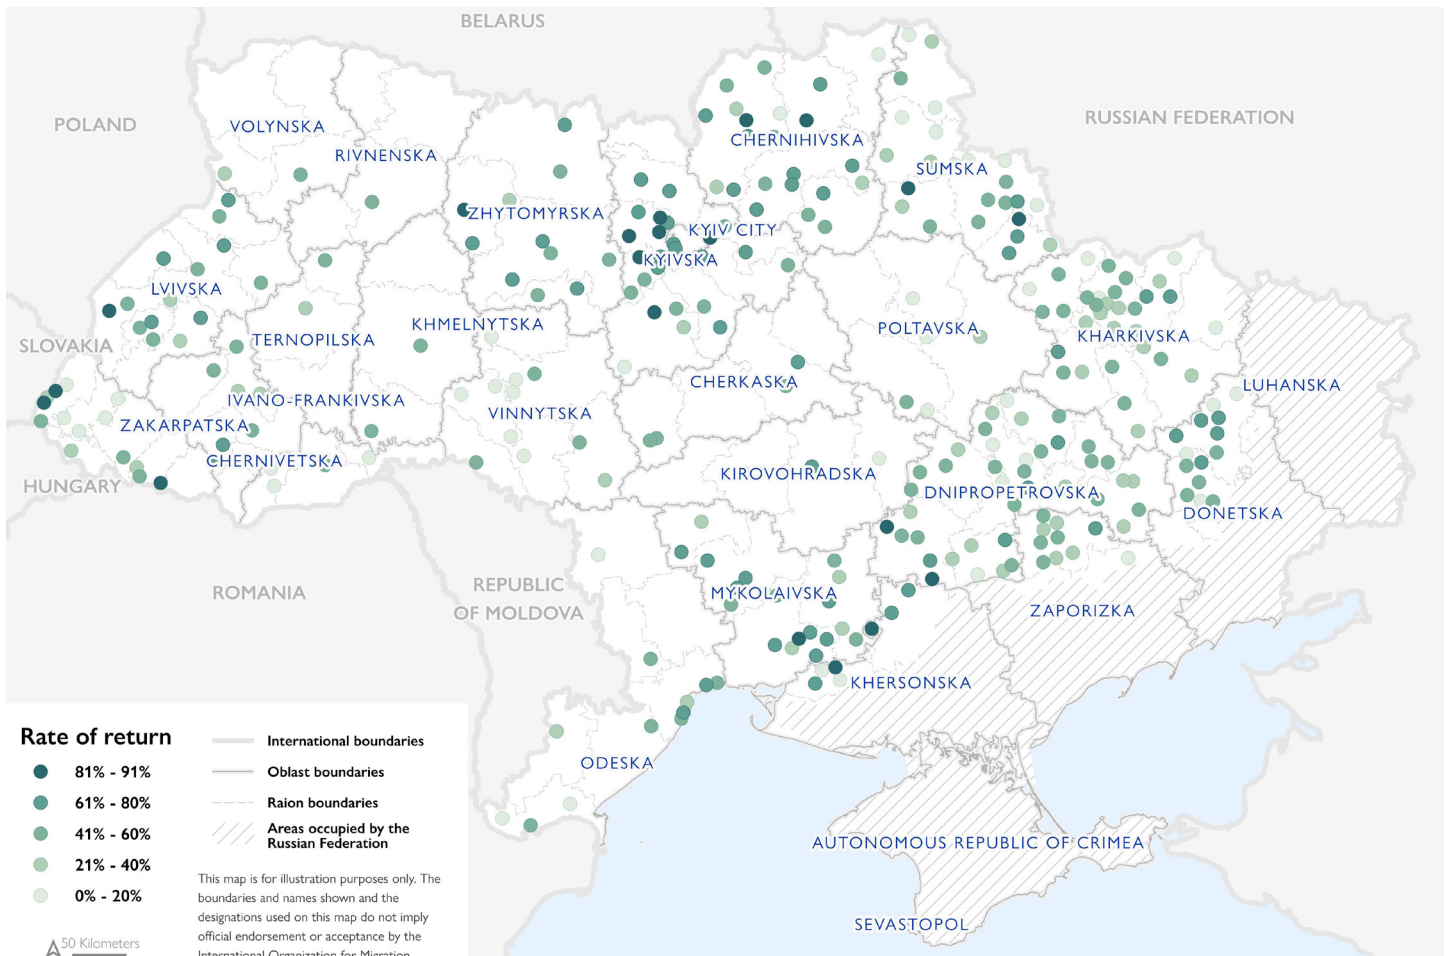 BELARUS
POLAND
RUSSIAN FEDERATION
VOLYNSKA
RIVNENSKA
CHERNIHIVSKA
SUMSKA
ZHYTOMYRSKA
KYIV CITY
KYIVSKA
LVIVSKA
KHMELNYTSKA
POLTAVSKA
KHARKIVSKA
SLOVAKIA
TERNOPILSKA
CHERKASKA
LUHANSKA
IVANO-FRANKIVSKA
VINNYTSKA
ZAKARPATSKA
CHERNIVETSKA
KIROVOHRADSKA
HUNGARY
DNIPROPETROVSKA
DONETSKA
ROMANIA
REPUBLIC
OF MOLDOVA
MYKOLAIVSKA
ZAPORIZKA
KHERSONSKA
ODESKA
AUTONOMOUS REPUBLIC OF CRIMEA
SEVASTOPOL
Rate of return
81% - 91%
61% - 80%
41% - 60%
21% - 40%
0% - 20%
50 Kilometers
International boundaries
Oblast boundaries
Raion boundaries
Areas occupied by the
Russian Federation
This map is for illustration purposes only. The
boundaries and names shown and the
designations used on this map do not imply
official endorsement or acceptance by the
International Organization for Migration